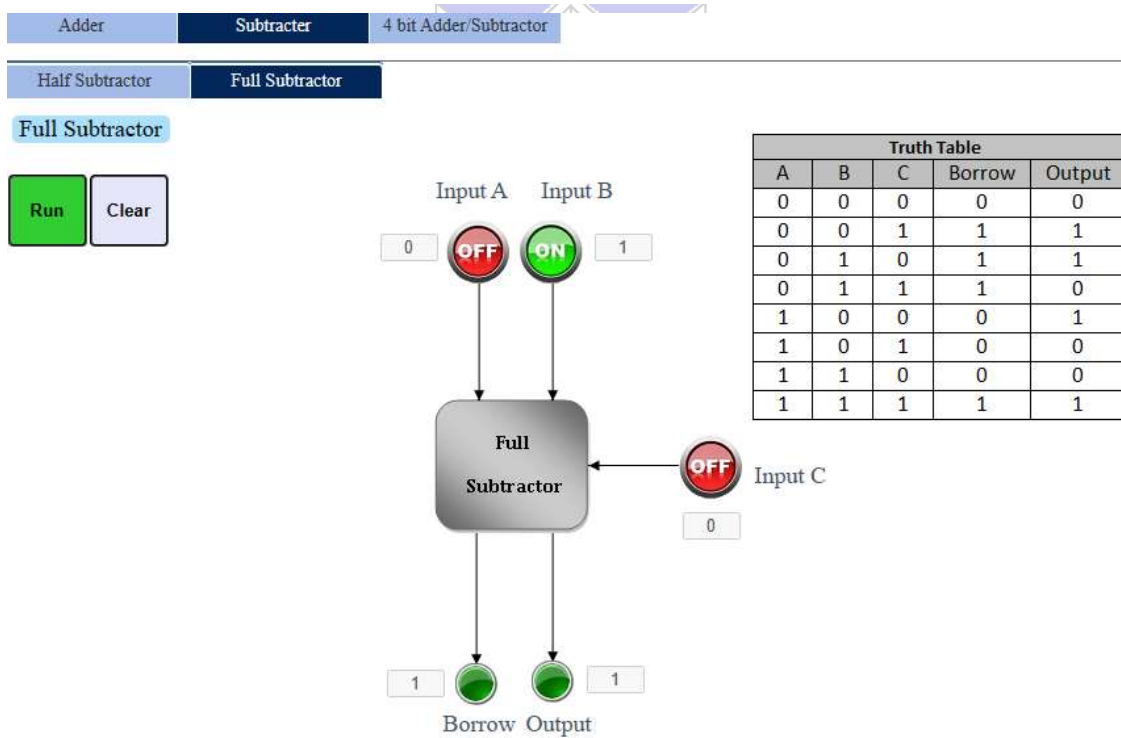 Adder Subtracter 4 bit Adder/Subtractor
Half Subtractor Full Subtractor
Full Subtractor
Run Clear
Input A Input B
0 OFF ON 1
Full
Subtractor
OFF Input C
0
1 1
Borrow Output
Truth Table
A B C Borrow Output
0 0 0 0 0
0 0 1 1 1
0 1 0 1 1
0 1 1 1 0
1 0 0 0 1
1 0 1 0 0
1 1 0 0 0
1 1 1 1 1